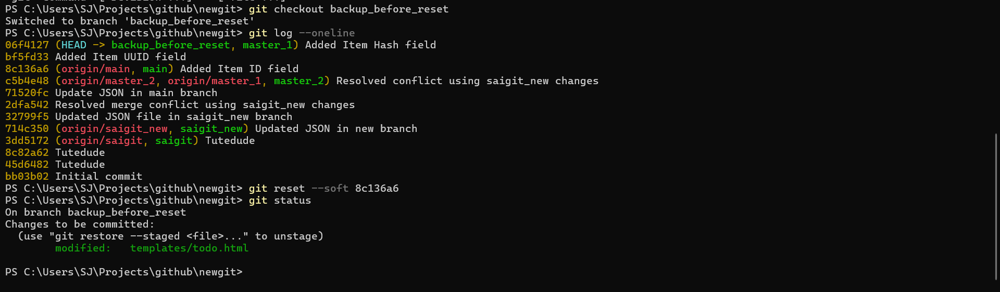 PS C:\Users\SJ\Projects\github\newgit> git checkout backup_before_reset
Switched to branch 'backup_before_reset'
PS C:\Users\SJ\Projects\github\newgit> git log --oneline
06f4127 (HEAD -> backup_before_reset, master_1) Added Item Hash field
bf5fd33 Added Item UUID field
8c136a6 (origin/main, main) Added Item ID field
c5b4e48 (origin/master_2, origin/master_1, master_2) Resolved conflict using saigit_new changes
71520fc Update JSON in main branch
2dfa542 Resolved merge conflict using saigit_new changes
32799f5 Updated JSON file in saigit_new branch
714c350 (origin/saigit_new, saigit_new) Updated JSON in new branch
3dd5172 (origin/saigit, saigit) Tutedude
8c82a62 Tutedude
45d6482 Tutedude
bb03b02 Initial commit
PS C:\Users\SJ\Projects\github\newgit> git reset --soft 8c136a6
PS C:\Users\SJ\Projects\github\newgit> git status
On branch backup_before_reset
Changes to be committed:
  (use "git restore --staged <file>..." to unstage)
        modified:   templates/todo.html
PS C:\Users\SJ\Projects\github\newgit>